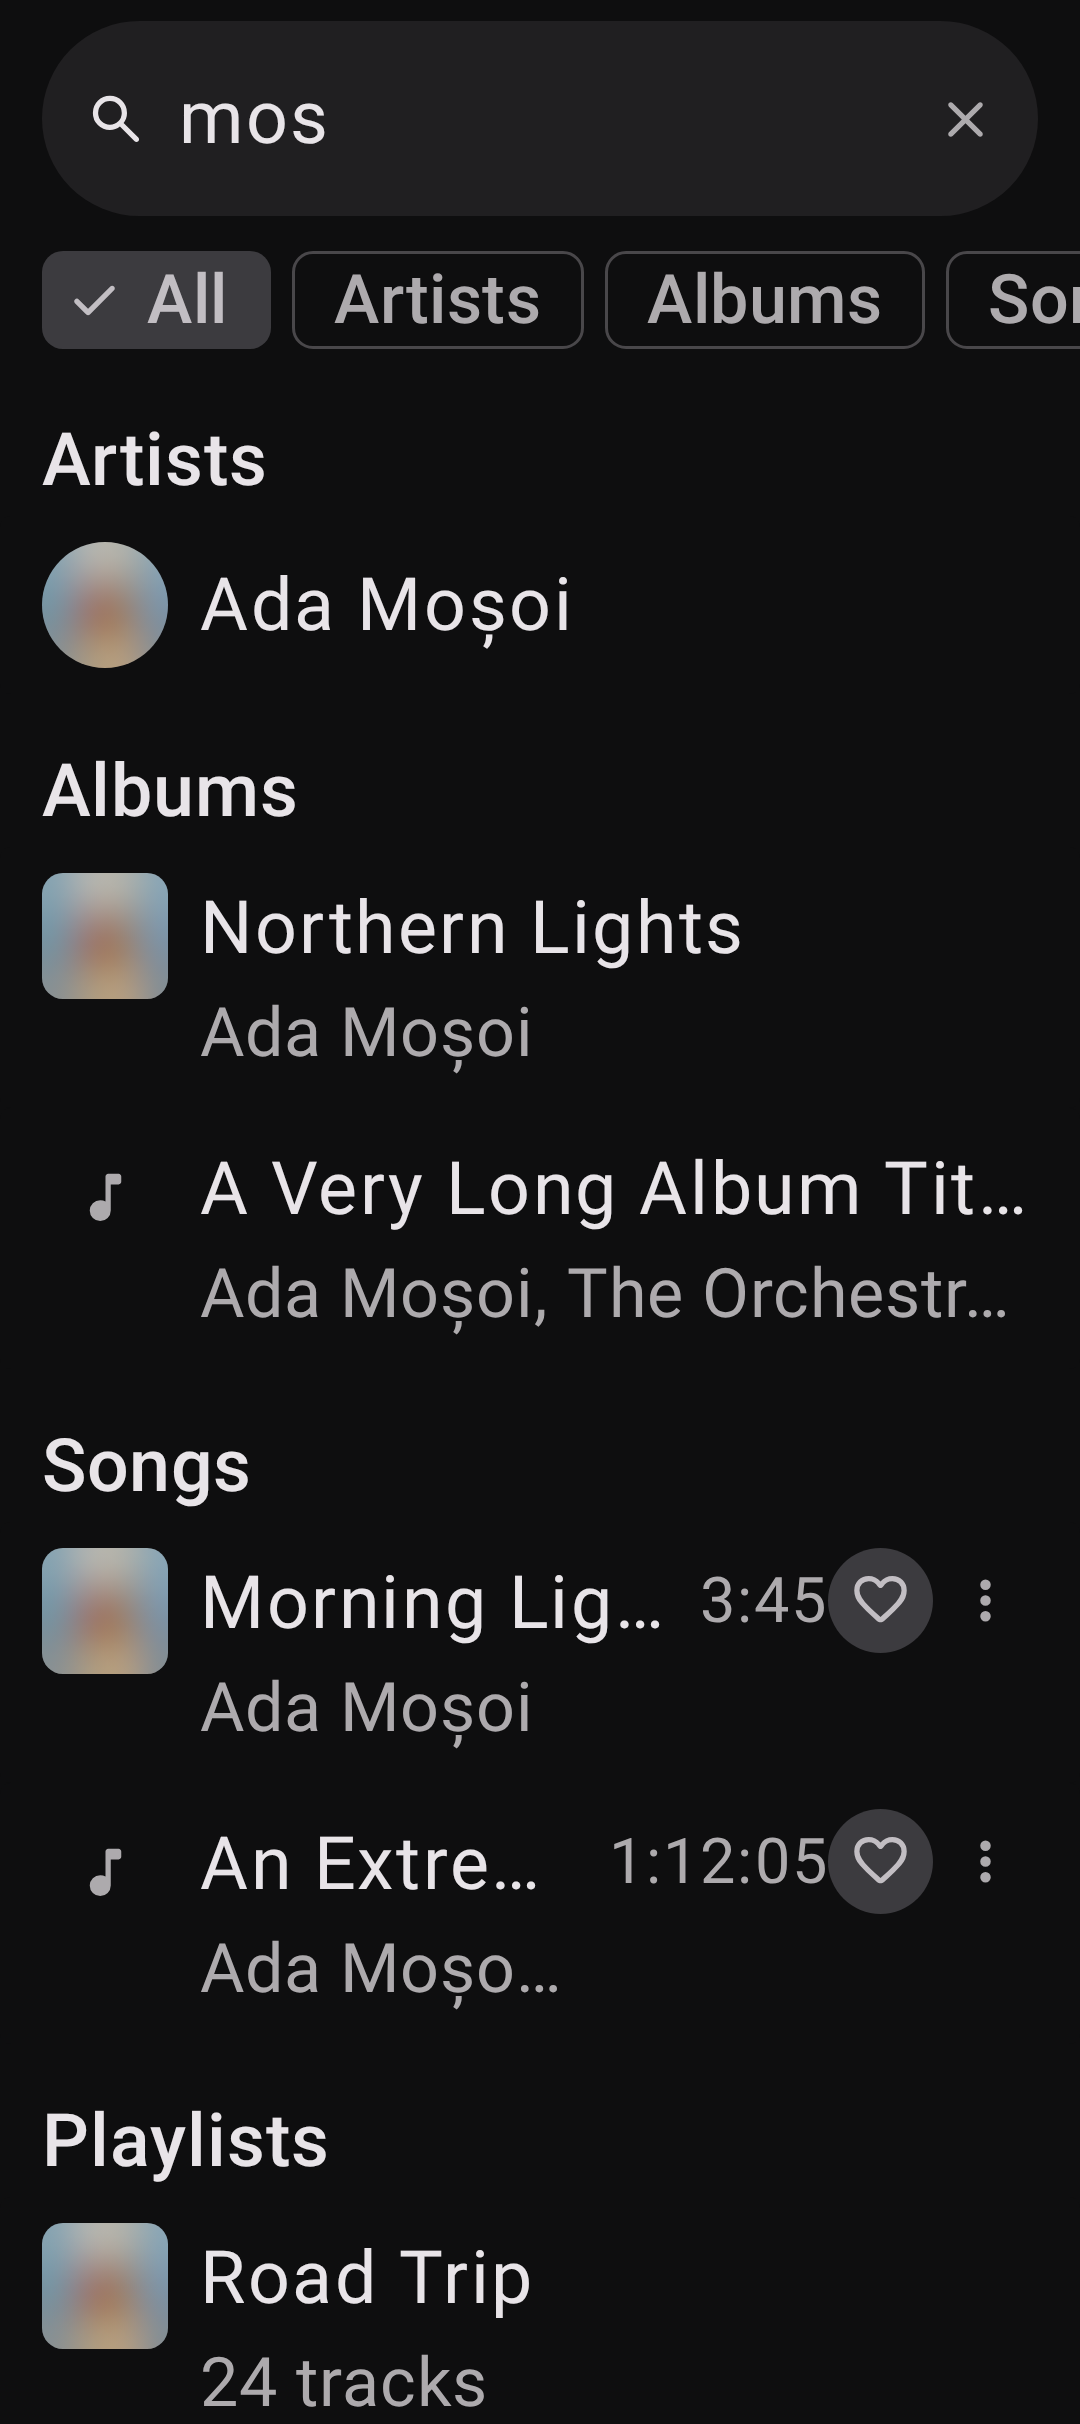 mos
All Artists Albums Son
Artists
Ada Moșoi
Albums
Northern Lights
Ada Moșoi
A Very Long Album Tit…
Ada Moșoi, The Orchestr…
Songs
Morning Lig… 3:45
Ada Moșoi
An Extre… 1:12:05
Ada Moșo…
Playlists
Road Trip
24 tracks